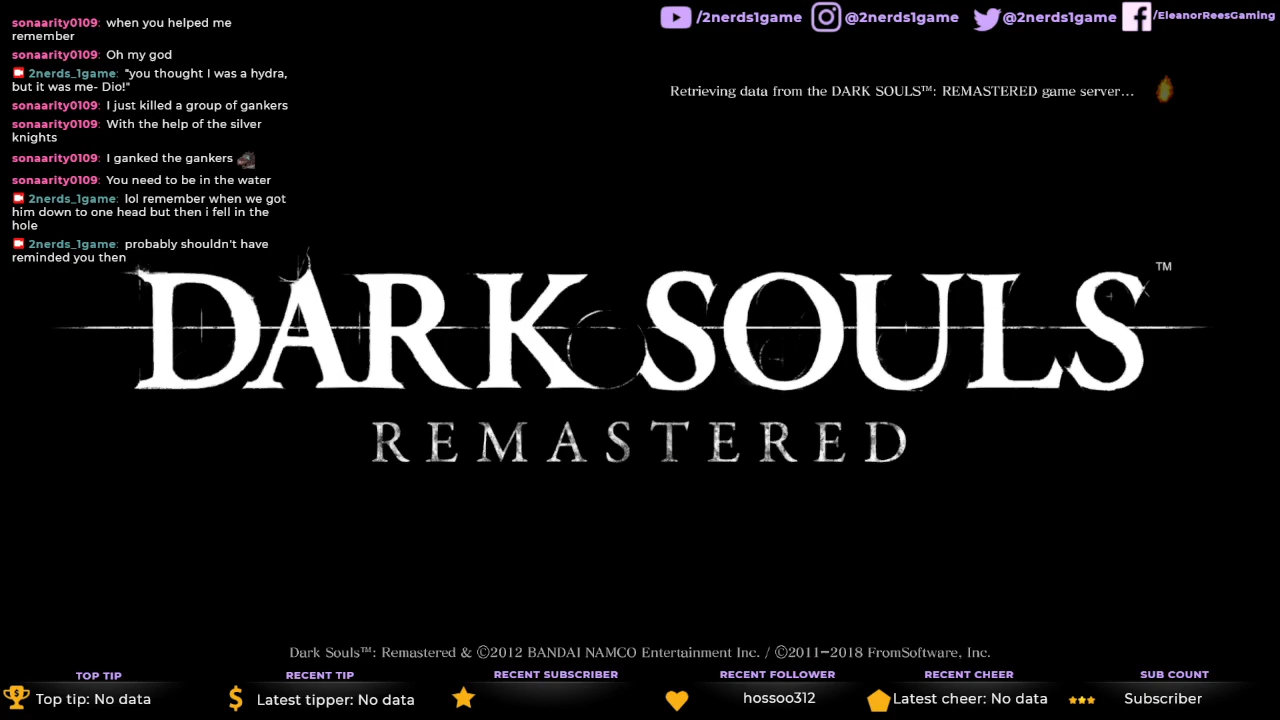 sonaarity0109: when you helped me
remember
sonaarity0109: Oh my god
2nerds_1game: "you thought I was a hydra,
but it was me- Dio!"
sonaarity0109: I just killed a group of gankers
sonaarity0109: With the help of the silver
knights
sonaarity0109: I ganked the gankers
sonaarity0109: You need to be in the water
2nerds_1game: lol remember when we got
him down to one head but then i fell in the
hole
2nerds_1game: probably shouldn't have
reminded you then
/2nerds1game @2nerds1game @2nerds1game /EleanorReesGaming
Retrieving data from the DARK SOULS™: REMASTERED game server...
DARK SOULS™
REMASTERED
Dark Souls™: Remastered & ©2012 BANDAI NAMCO Entertainment Inc. / ©2011-2018 FromSoftware, Inc.
TOP TIP RECENT TIP RECENT SUBSCRIBER RECENT FOLLOWER RECENT CHEER SUB COUNT
Top tip: No data Latest tipper: No data hossoo312 Latest cheer: No data Subscriber